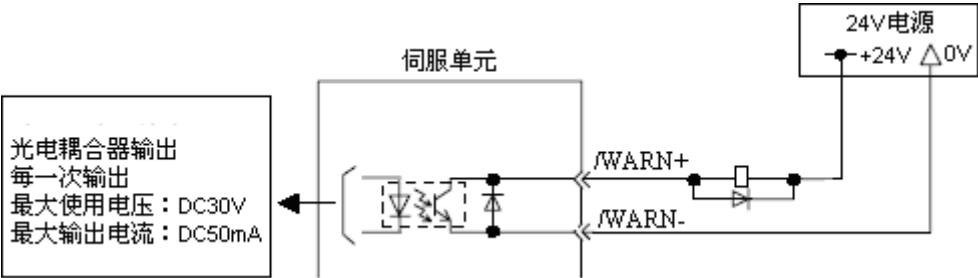 24V电源
+24V 0V
伺服单元
光电耦合器输出
每一次输出
最大使用电压：DC30V
最大输出电流：DC50mA
/WARN+
/WARN-